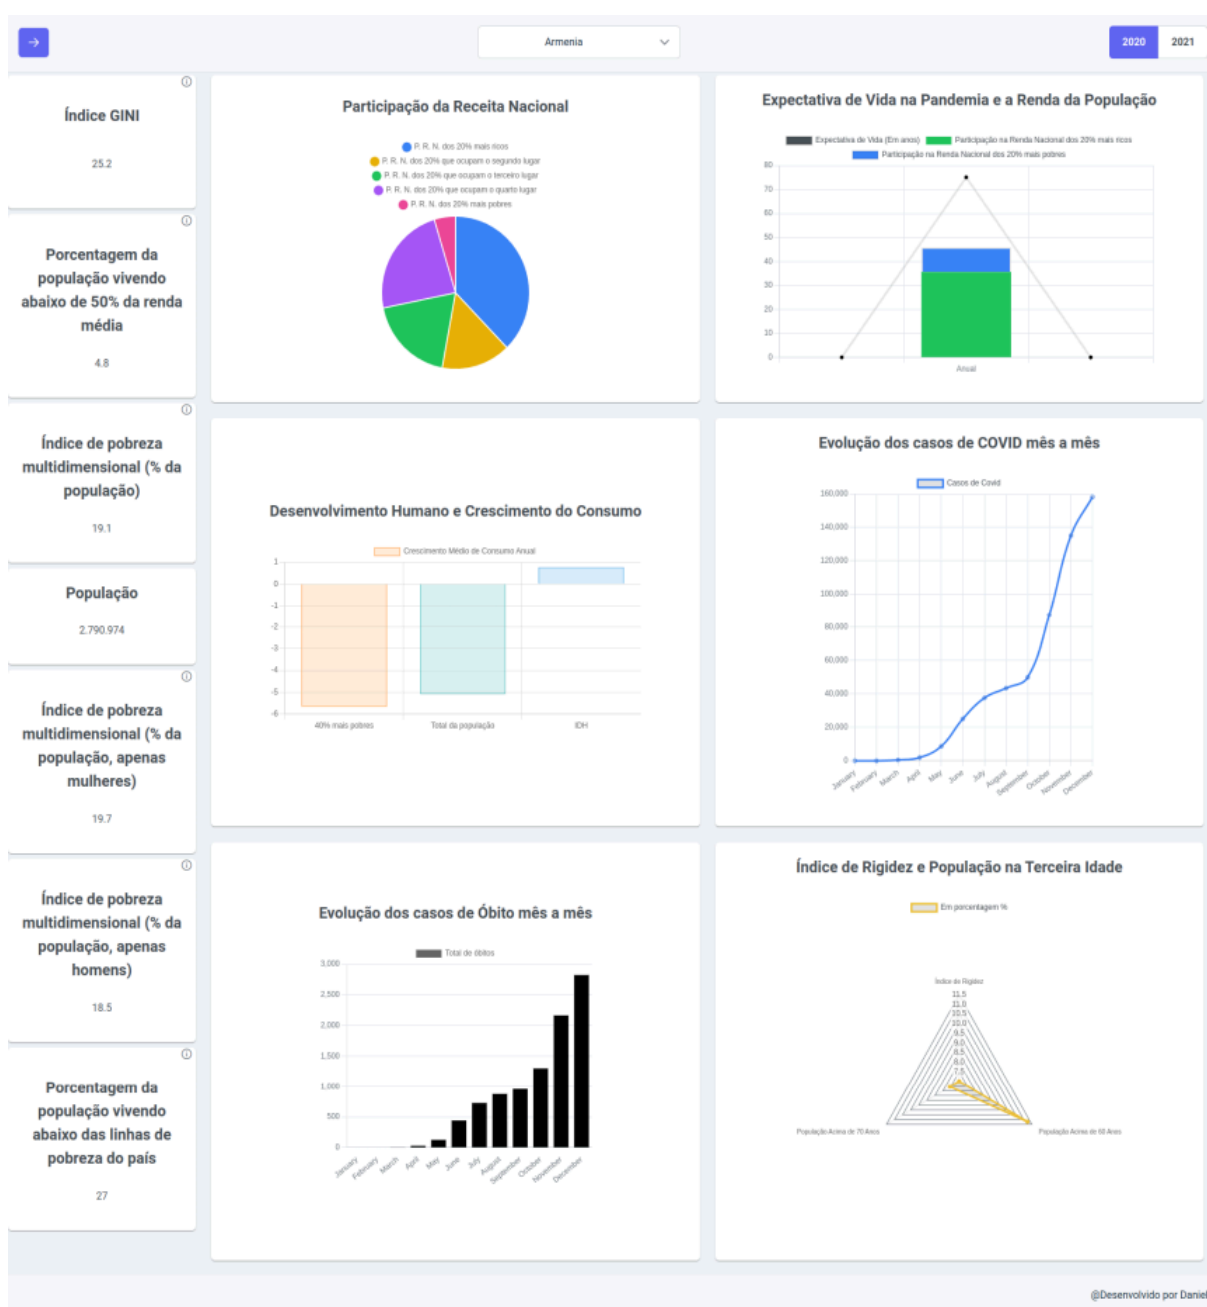 Armenia
2020 2021
Índice GINI
25.2
Porcentagem da
população vivendo
abaixo de 50% da renda
média
4.8
Índice de pobreza
multidimensional (% da
população)
19.1
População
2.790.974
Índice de pobreza
multidimensional (% da
população, apenas
mulheres)
19.7
Índice de pobreza
multidimensional (% da
população, apenas
homens)
18.5
Porcentagem da
população vivendo
abaixo das linhas de
pobreza do país
27
Participação da Receita Nacional
P. R. N. dos 20% mais ricos
P. R. N. dos 20% que ocupam o segundo lugar
P. R. N. dos 20% que ocupam o terceiro lugar
P. R. N. dos 20% que ocupam o quarto lugar
P. R. N. dos 20% mais pobres
Expectativa de Vida na Pandemia e a Renda da População
Expectativa de Vida (Em anos) Participação na Renda Nacional dos 20% mais ricos
Participação na Renda Nacional dos 20% mais pobres
80
70
60
50
40
30
20
10
0
Anual
Desenvolvimento Humano e Crescimento do Consumo
Crescimento Médio de Consumo Anual
1
0
-1
-2
-3
-4
-5
-6
40% mais pobres Total da população IDH
Evolução dos casos de COVID mês a mês
Casos de Covid
160,000
140,000
120,000
100,000
80,000
60,000
40,000
20,000
0
January February March April May June July August September October November December
Evolução dos casos de Óbito mês a mês
Total de óbitos
3,000
2,500
2,000
1,500
1,000
500
0
January February March April May June July August September October November December
Índice de Rigidez e População na Terceira Idade
Em porcentagem %
Índice de Rigidez
11.5
11.0
10.5
10.0
9.5
9.0
8.5
8.0
7.5
População Acima de 70 Anos População Acima de 60 Anos
@Desenvolvido por Daniel